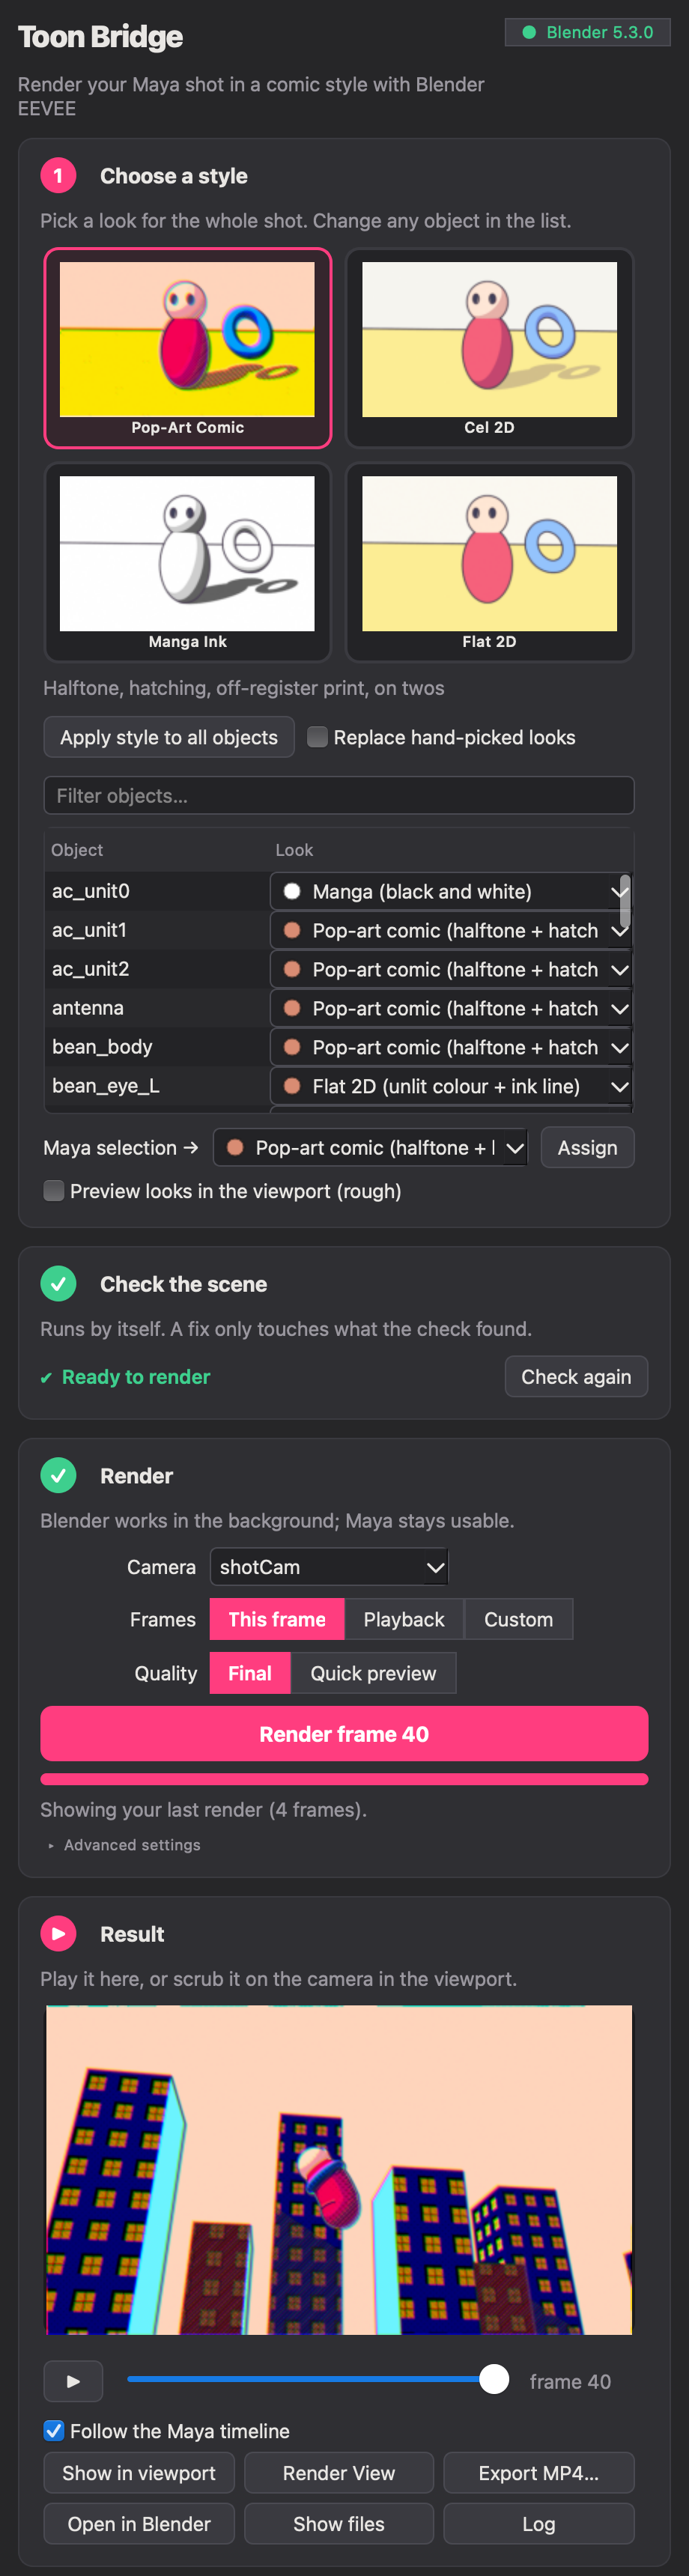 Toon Bridge
Blender 5.3.0
Render your Maya shot in a comic style with Blender
EEVEE
1
Choose a style
Pick a look for the whole shot. Change any object in the list.
Pop-Art Comic
Cel 2D
Manga Ink
Flat 2D
Halftone, hatching, off-register print, on twos
Apply style to all objects
Replace hand-picked looks
Filter objects...
Object
Look
ac_unit0
Manga (black and white)
ac_unit1
Pop-art comic (halftone + hatch
ac_unit2
Pop-art comic (halftone + hatch
antenna
Pop-art comic (halftone + hatch
bean_body
Pop-art comic (halftone + hatch
bean_eye_L
Flat 2D (unlit colour + ink line)
Maya selection →
Pop-art comic (halftone + l
Assign
Preview looks in the viewport (rough)
Check the scene
Runs by itself. A fix only touches what the check found.
✔ Ready to render
Check again
Render
Blender works in the background; Maya stays usable.
Camera
shotCam
Frames
This frame
Playback
Custom
Quality
Final
Quick preview
Render frame 40
Showing your last render (4 frames).
Advanced settings
Result
Play it here, or scrub it on the camera in the viewport.
frame 40
Follow the Maya timeline
Show in viewport
Render View
Export MP4...
Open in Blender
Show files
Log